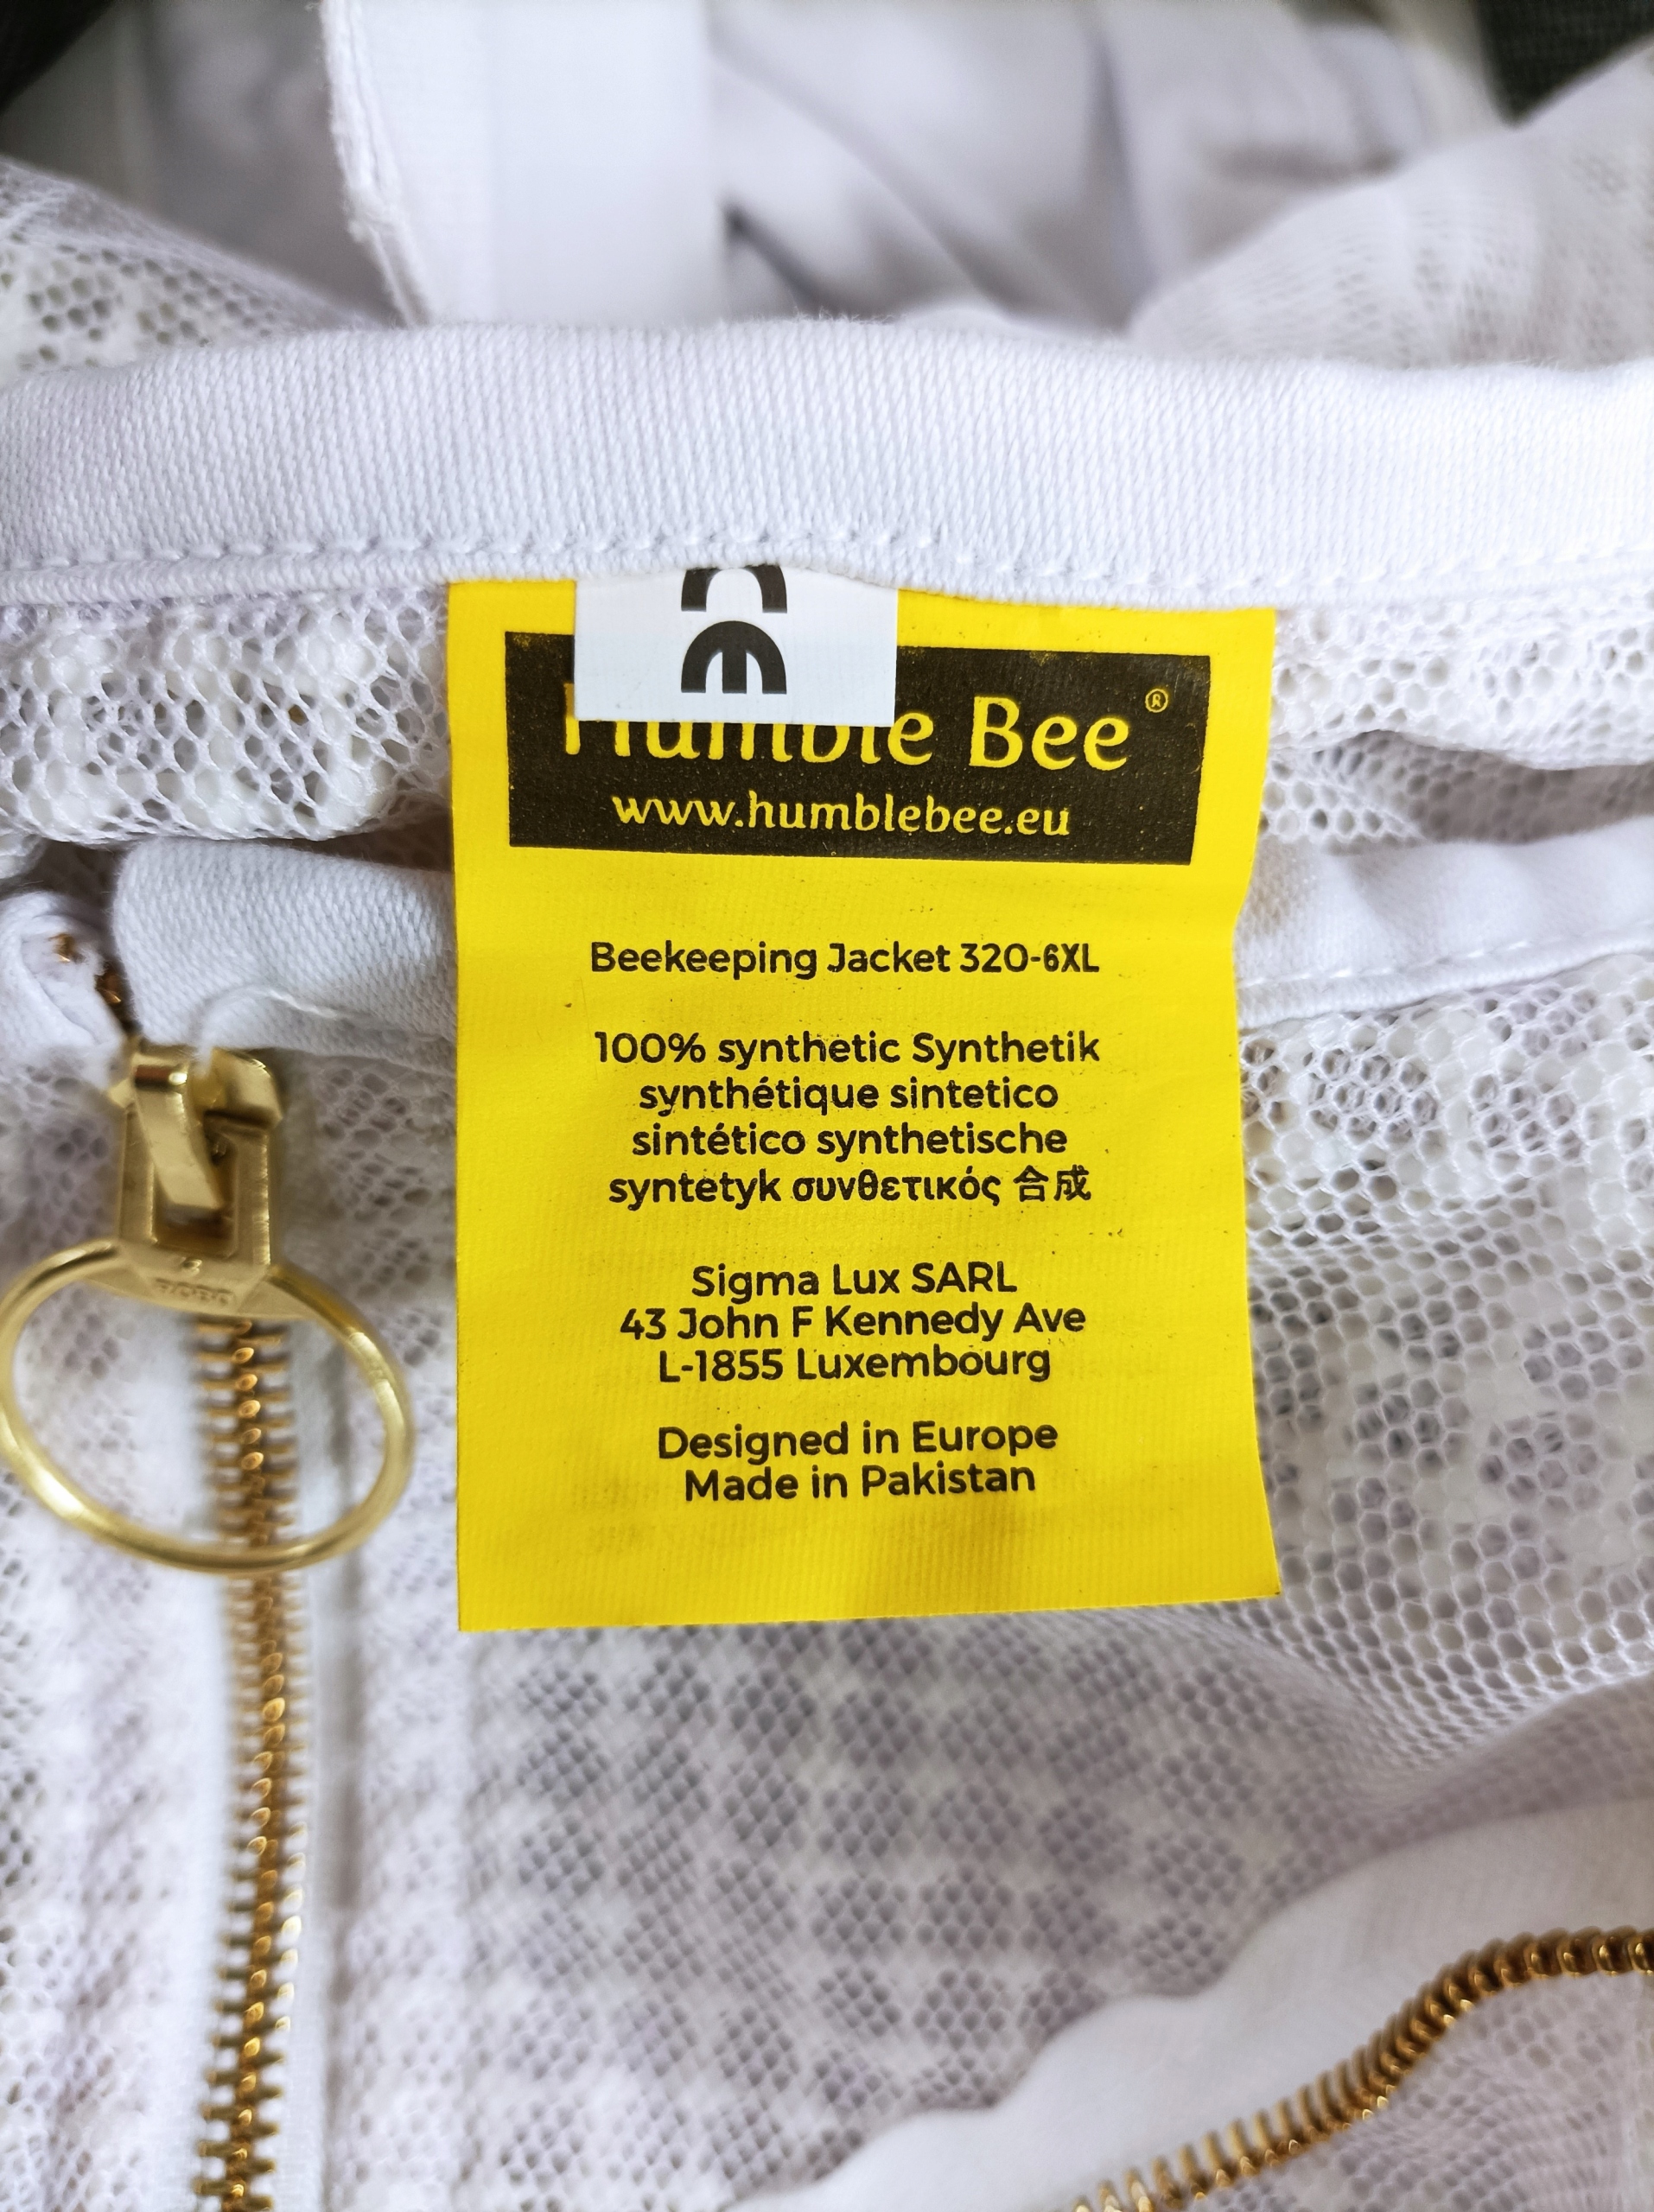 CE
Humble Bee®
www.humblebee.eu
Beekeeping Jacket 320-6XL
100% synthetic Synthetik
synthétique sintetico
sintético synthetische
syntetyk συνθετικός 合成
Sigma Lux SARL
43 John F Kennedy Ave
L-1855 Luxembourg
Designed in Europe
Made in Pakistan